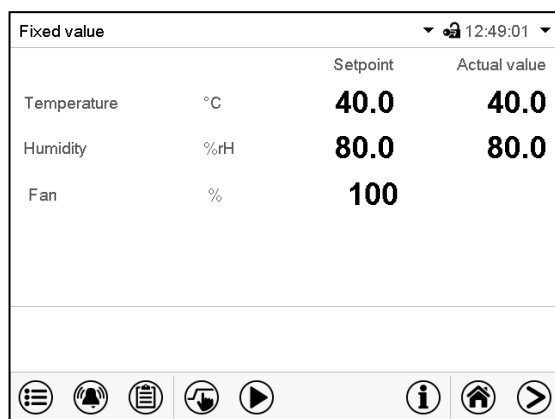 Fixed value 12:49:01
Setpoint Actual value
Temperature °C 40.0 40.0
Humidity %rH 80.0 80.0
Fan % 100